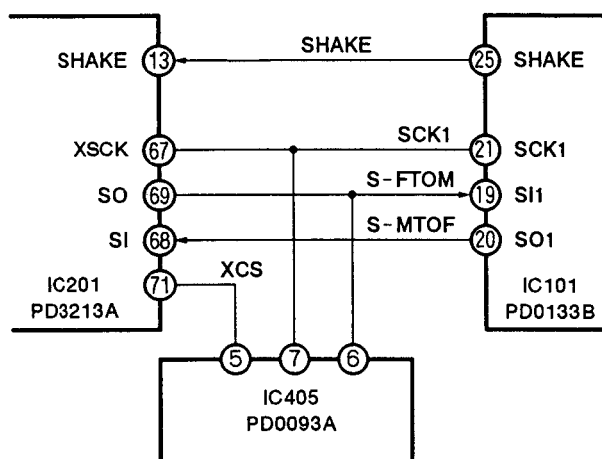 SHAKE 13 SHAKE 25 SHAKE
XSCK 67 SCK1 21 SCK1
SO 69 S-FTOM 19 SI1
SI 68 S-MTOF 20 SO1
71 XCS
IC201
PD3213A
IC101
PD0133B
5 7 6
IC405
PD0093A